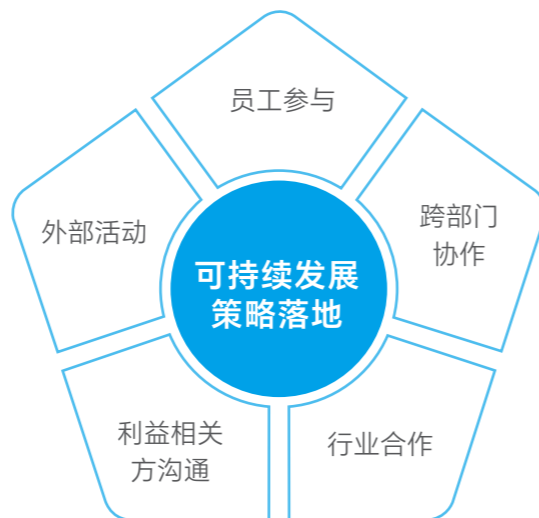 员工参与
跨部门
协作
外部活动
可持续发展
策略落地
利益相关
方沟通
行业合作